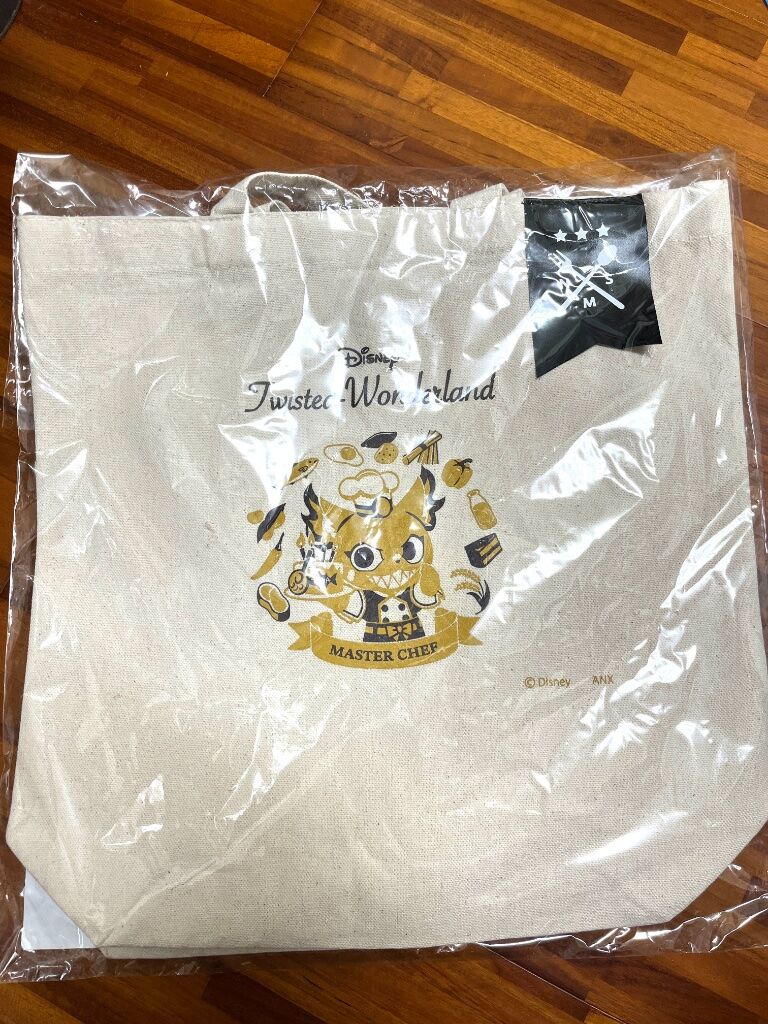 S
M
Disney
Twisted-Wonderland
MASTER CHEF
© Disney ANX